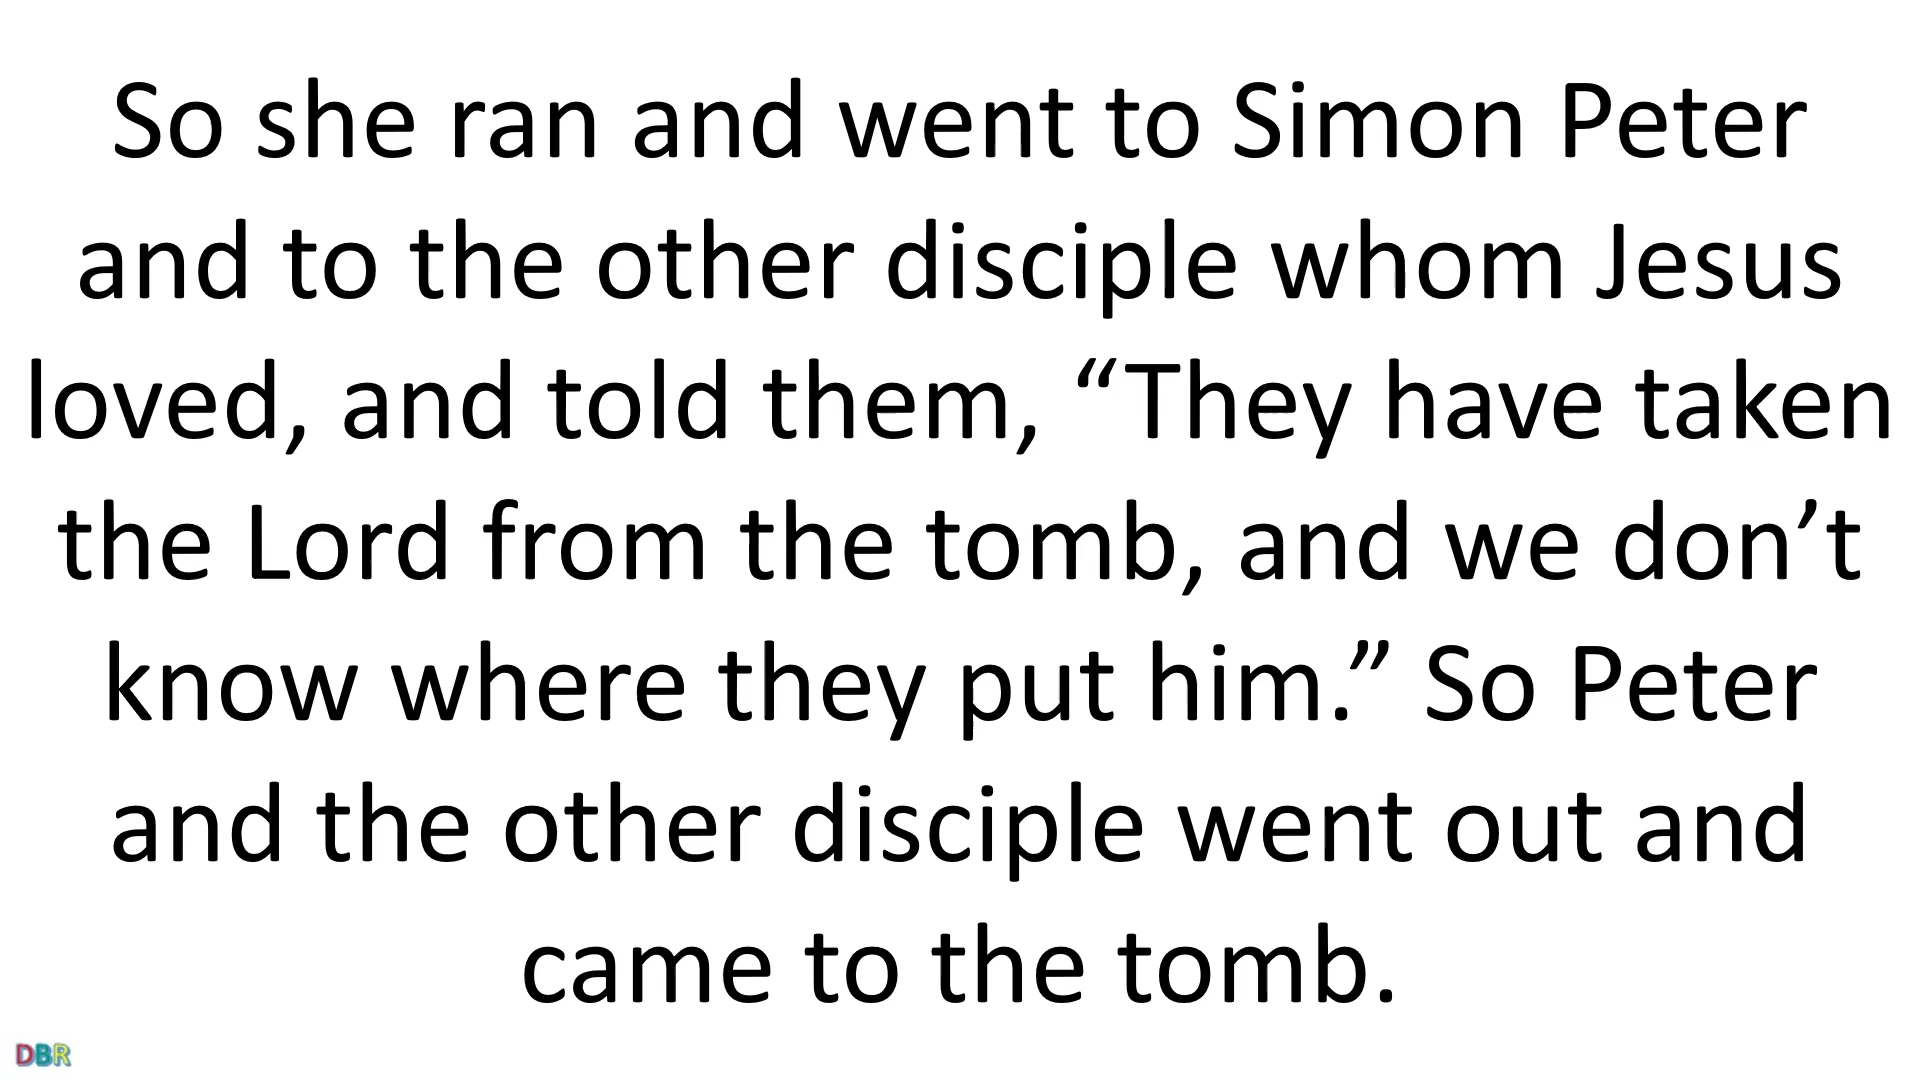 So she ran and went to Simon Peter
and to the other disciple whom Jesus
loved, and told them, “They have taken
the Lord from the tomb, and we don’t
know where they put him.” So Peter
and the other disciple went out and
came to the tomb.
DBR